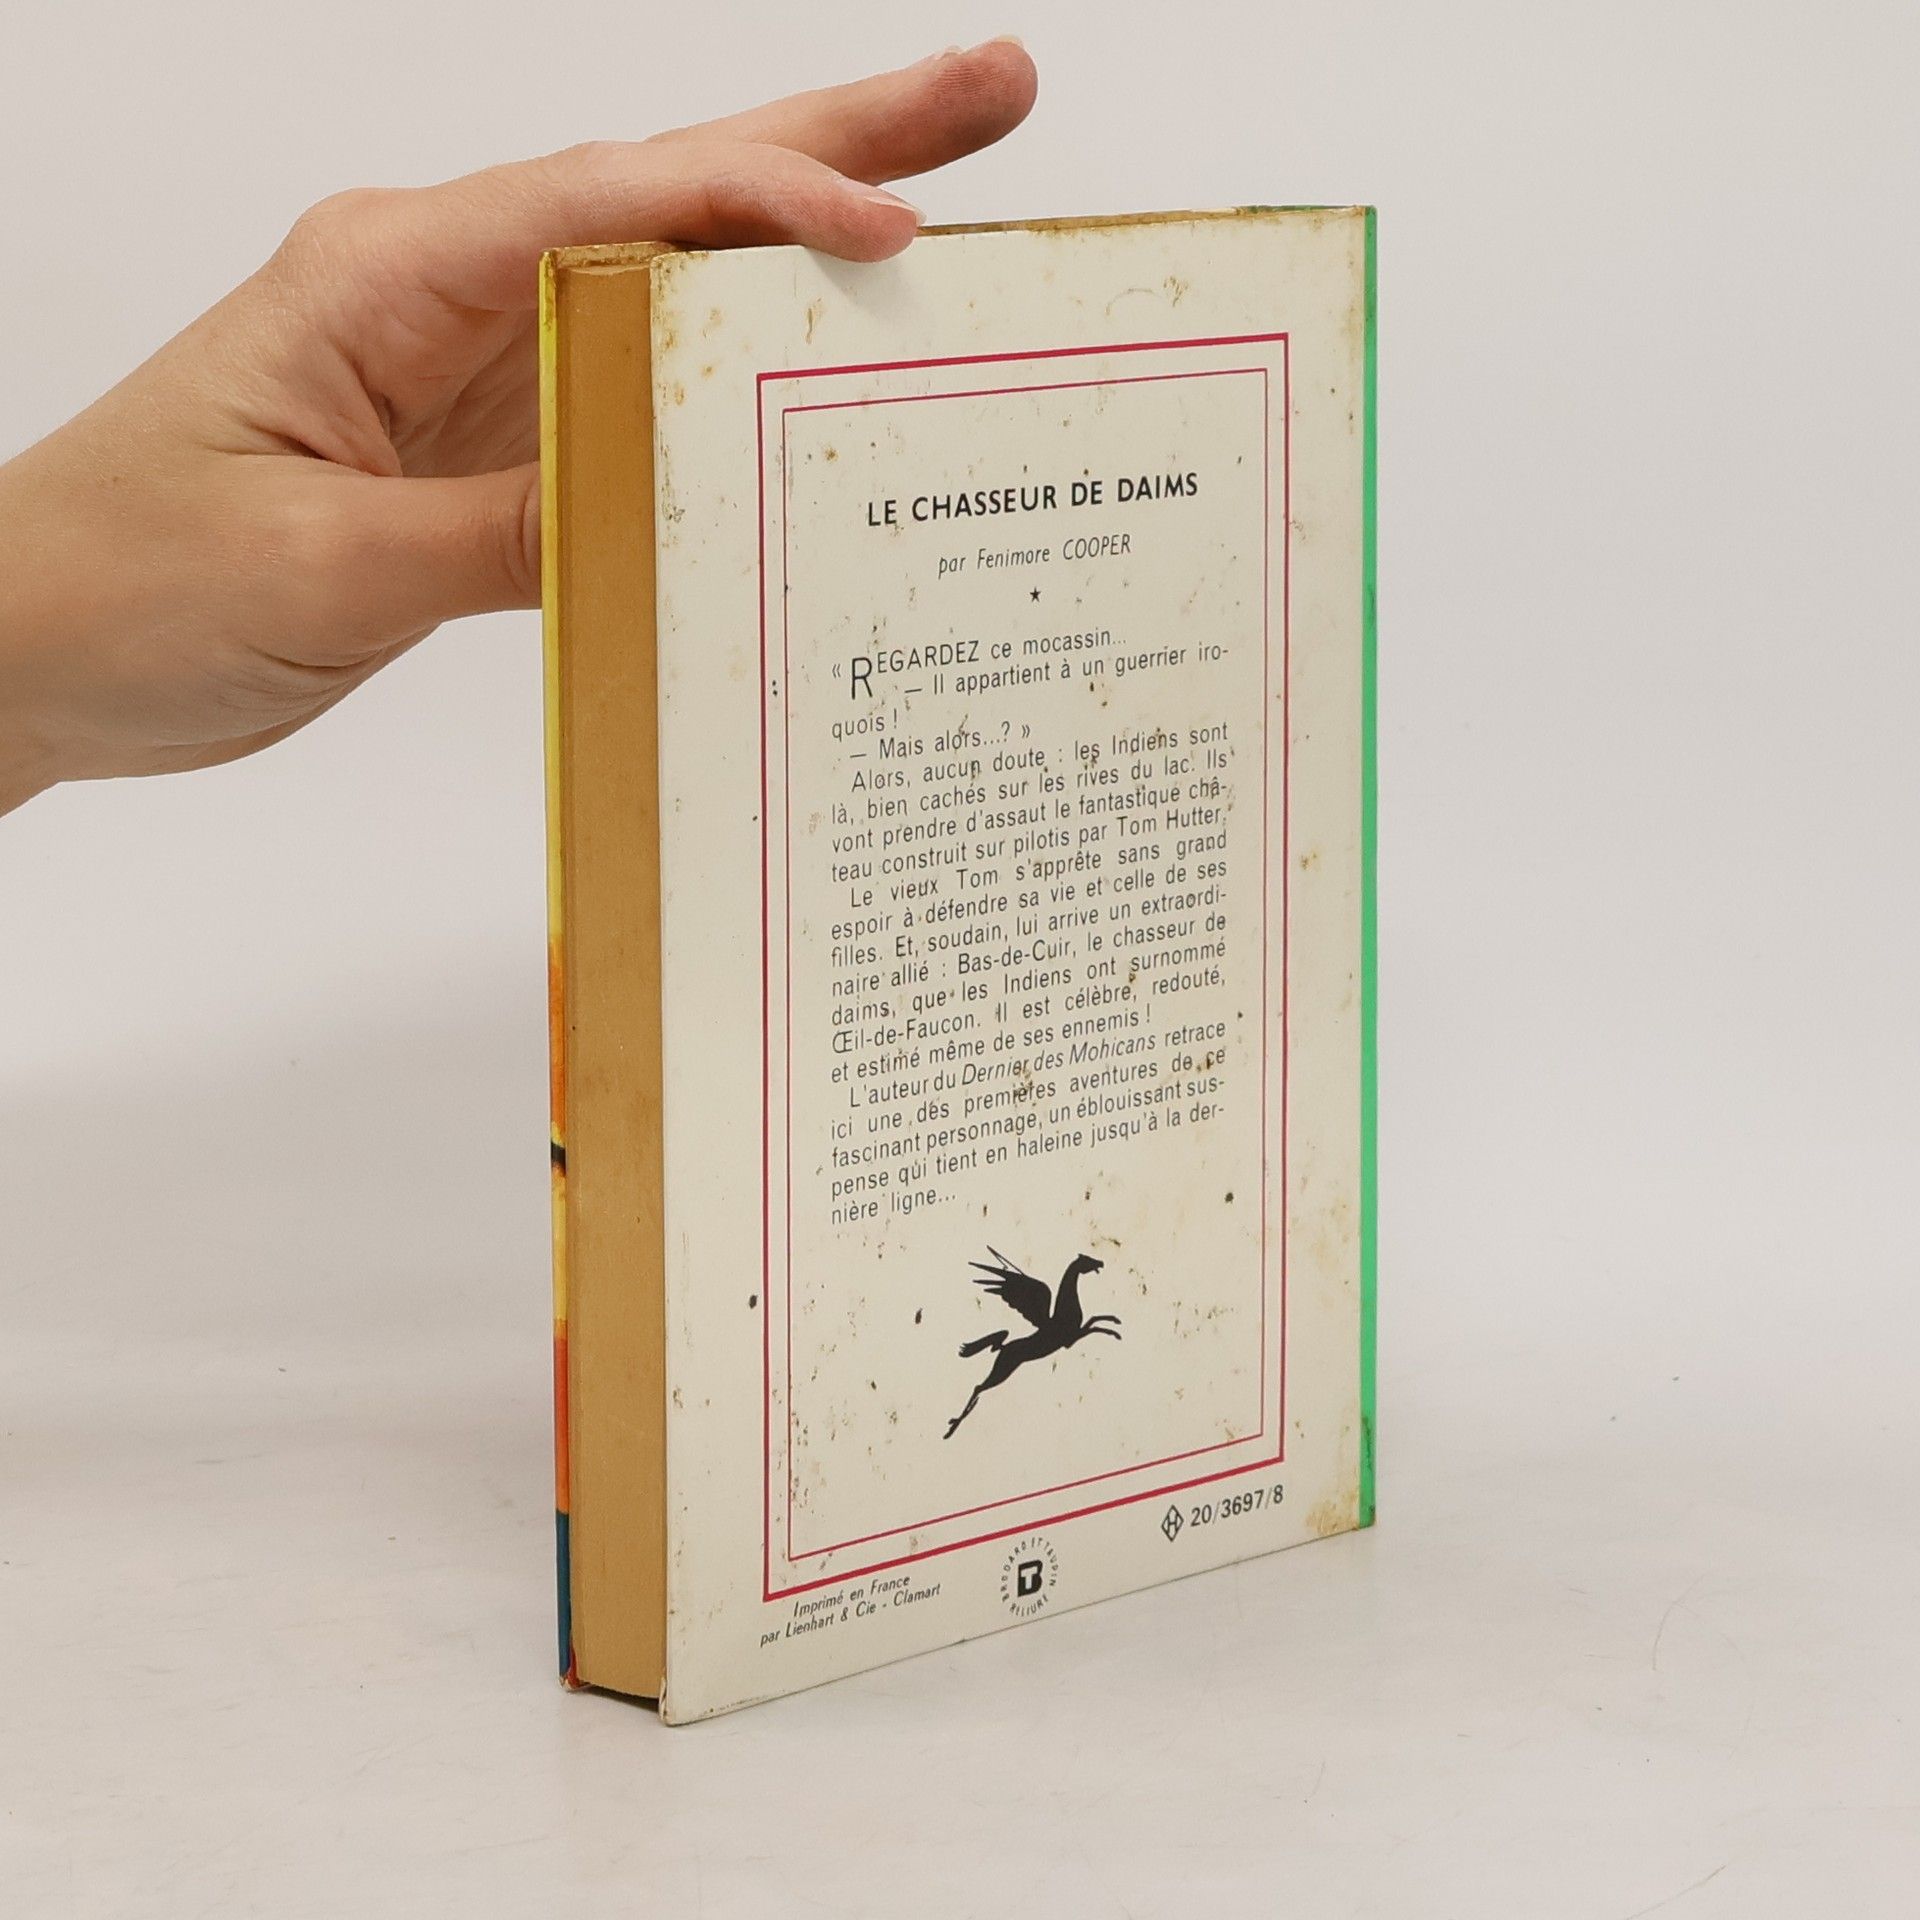 LE CHASSEUR DE DAIMS
par Fenimore COOPER
★
« REGARDEZ ce mocassin...
— Il appartient à un guerrier iro-
quois !
— Mais alors...? »
Alors, aucun doute : les Indiens sont
là, bien cachés sur les rives du lac. Ils
vont prendre d'assaut le fantastique châ-
teau construit sur pilotis par Tom Hutter.
Le vieux Tom s'apprête sans grand
espoir à défendre sa vie et celle de ses
filles. Et, soudain, lui arrive un extraordi-
naire allié : Bas-de-Cuir, le chasseur de
daims, que les Indiens ont surnommé
Œil-de-Faucon. Il est célèbre, redouté,
et estimé même de ses ennemis !
L'auteur du Dernier des Mohicans retrace
ici une des premières aventures de ce
fascinant personnage, un éblouissant sus-
pense qui tient en haleine jusqu'à la der-
nière ligne...
H 20/3697/8
BRODARD ET TAUPIN
BT
RELIURE
Imprimé en France
par Lienhart & Cie - Clamart